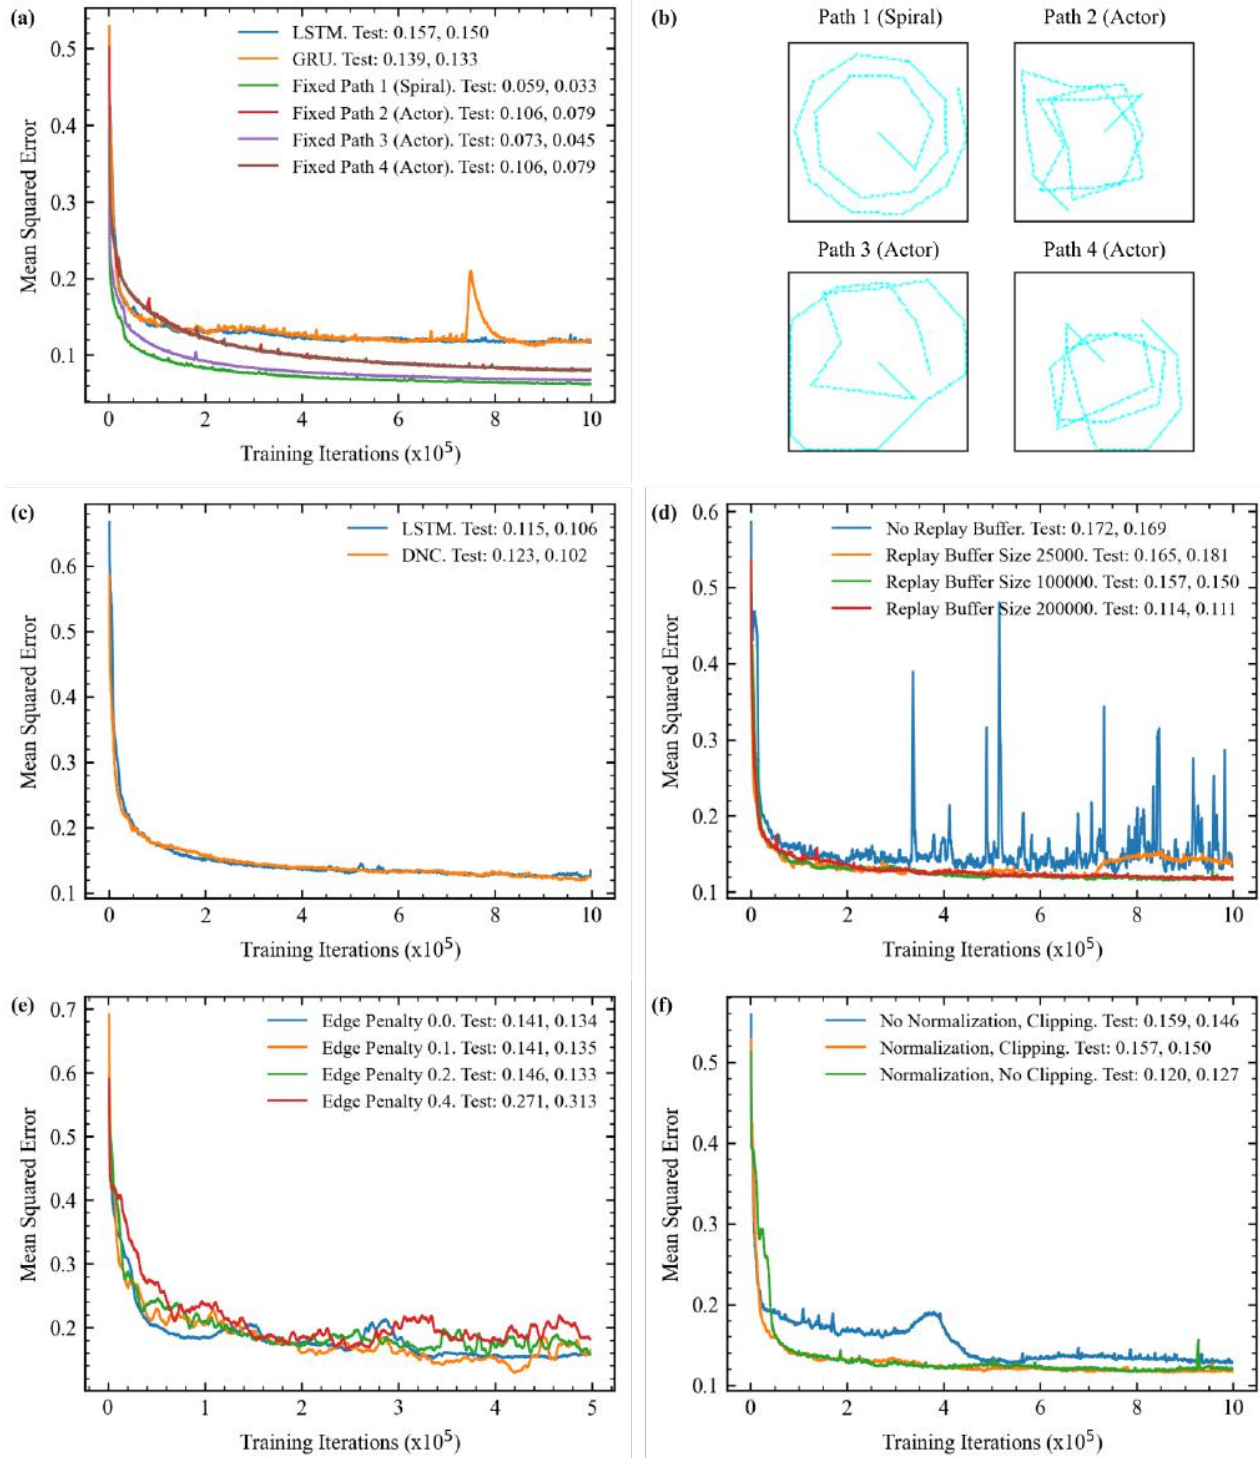 (a)
LSTM. Test: 0.157, 0.150
GRU. Test: 0.139, 0.133
Fixed Path 1 (Spiral). Test: 0.059, 0.033
Fixed Path 2 (Actor). Test: 0.106, 0.079
Fixed Path 3 (Actor). Test: 0.073, 0.045
Fixed Path 4 (Actor). Test: 0.106, 0.079
Mean Squared Error
0.5
0.4
0.3
0.2
0.1
0 2 4 6 8 10
Training Iterations (x10⁵)
(b)
Path 1 (Spiral)
Path 2 (Actor)
Path 3 (Actor)
Path 4 (Actor)
(c)
LSTM. Test: 0.115, 0.106
DNC. Test: 0.123, 0.102
Mean Squared Error
0.6
0.5
0.4
0.3
0.2
0.1
0 2 4 6 8 10
Training Iterations (x10⁵)
(d)
No Replay Buffer. Test: 0.172, 0.169
Replay Buffer Size 25000. Test: 0.165, 0.181
Replay Buffer Size 100000. Test: 0.157, 0.150
Replay Buffer Size 200000. Test: 0.114, 0.111
Mean Squared Error
0.6
0.5
0.4
0.3
0.2
0.1
0 2 4 6 8 10
Training Iterations (x10⁵)
(e)
Edge Penalty 0.0. Test: 0.141, 0.134
Edge Penalty 0.1. Test: 0.141, 0.135
Edge Penalty 0.2. Test: 0.146, 0.133
Edge Penalty 0.4. Test: 0.271, 0.313
Mean Squared Error
0.7
0.6
0.5
0.4
0.3
0.2
0 1 2 3 4 5
Training Iterations (x10⁵)
(f)
No Normalization, Clipping. Test: 0.159, 0.146
Normalization, Clipping. Test: 0.157, 0.150
Normalization, No Clipping. Test: 0.120, 0.127
Mean Squared Error
0.5
0.4
0.3
0.2
0.1
0 2 4 6 8 10
Training Iterations (x10⁵)